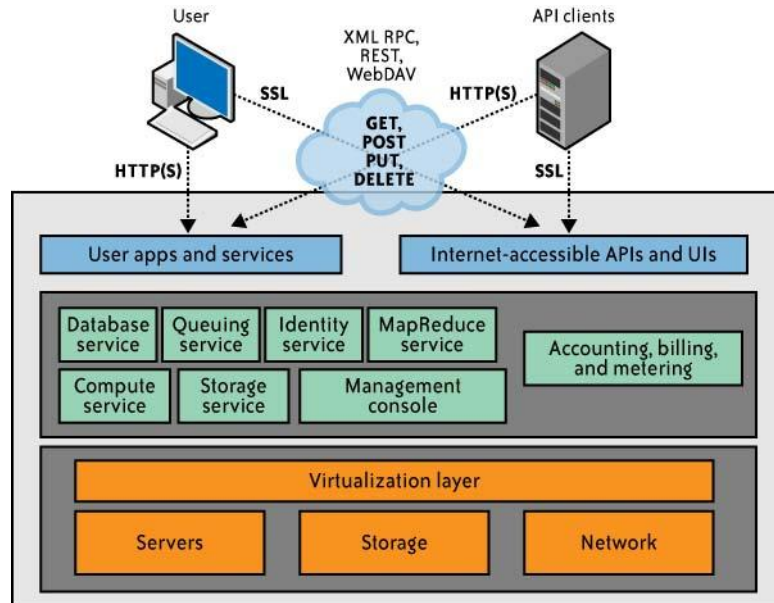 User
API clients
XML RPC,
REST,
WebDAV
SSL
HTTP(S)
GET,
POST
PUT,
DELETE
HTTP(S)
SSL
User apps and services
Internet-accessible APIs and UIs
Database
service
Queuing
service
Identity
service
MapReduce
service
Accounting, billing,
and metering
Compute
service
Storage
service
Management
console
Virtualization layer
Servers
Storage
Network